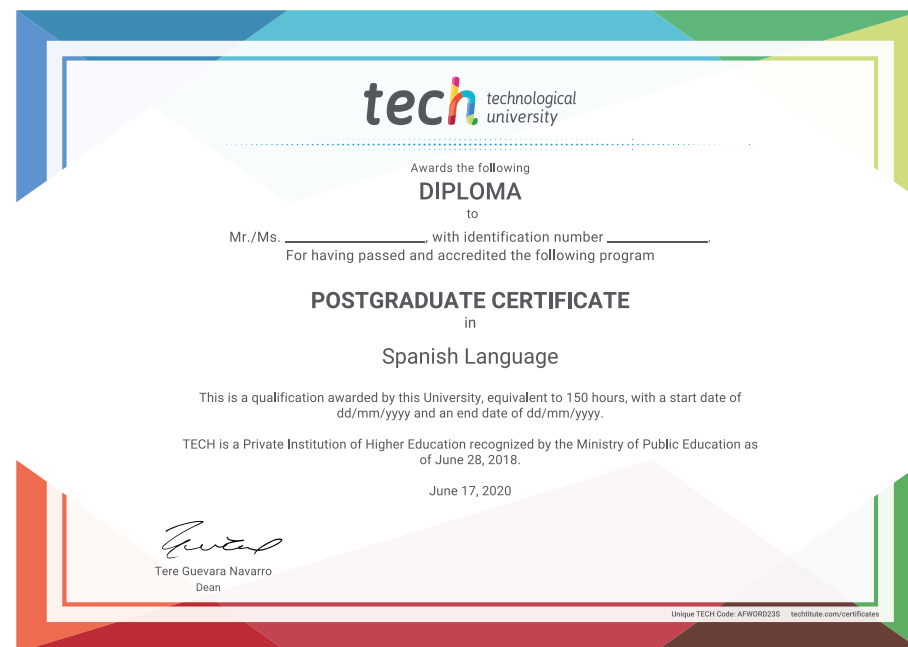 tech technological
university
Awards the following
DIPLOMA
to
Mr./Ms. ____________________, with identification number ______________.
For having passed and accredited the following program
POSTGRADUATE CERTIFICATE
in
Spanish Language
This is a qualification awarded by this University, equivalent to 150 hours, with a start date of
dd/mm/yyyy and an end date of dd/mm/yyyy.
TECH is a Private Institution of Higher Education recognized by the Ministry of Public Education as
of June 28, 2018.
June 17, 2020
Tere Guevara Navarro
Dean
Unique TECH Code: AFWORD23S techtitute.com/certificates